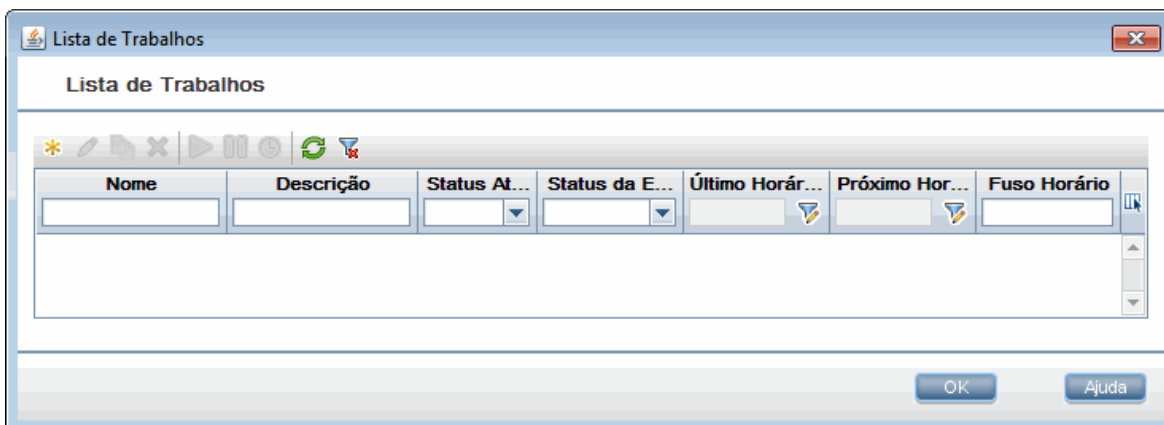 Lista de Trabalhos
Lista de Trabalhos
Nome Descrição Status At... Status da E... Último Horár... Próximo Hor... Fuso Horário
OK Ajuda